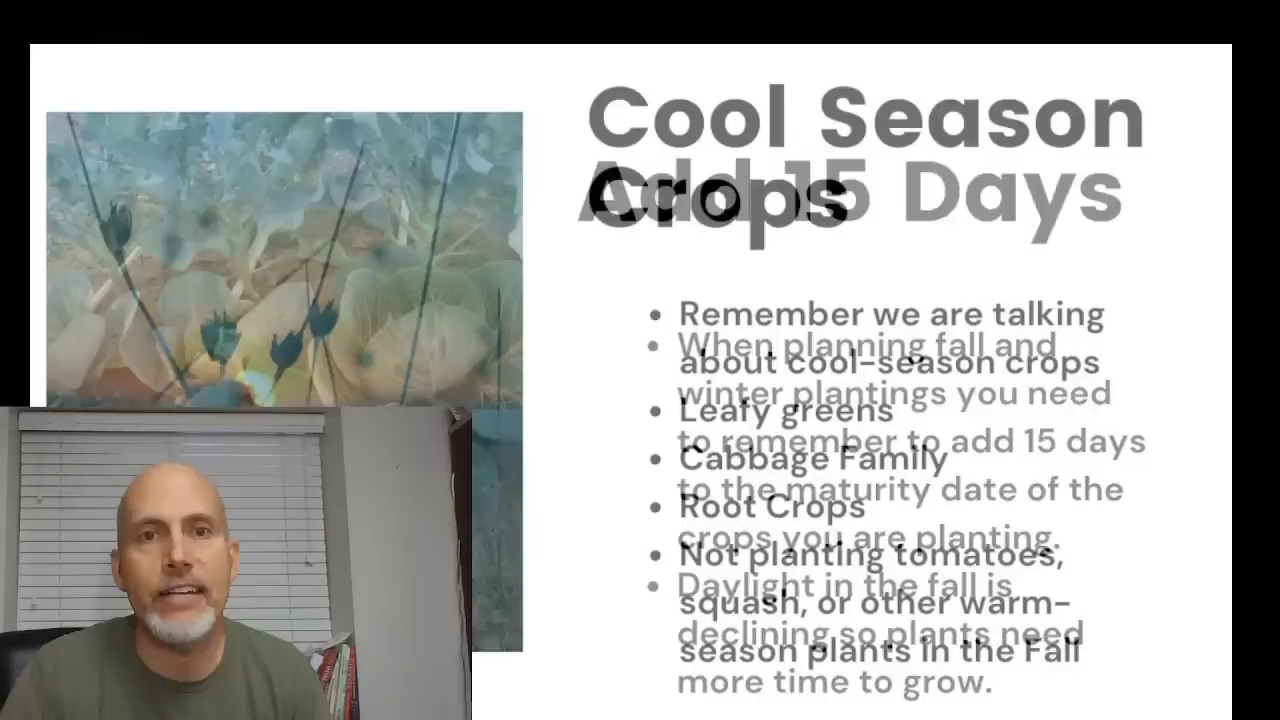 Cool Season
Crops
Add 15 Days
Remember we are talking
about cool-season crops
Leafy greens
Cabbage Family
Root Crops
Not planting tomatoes,
squash, or other warm-
season plants in the Fall
When planning fall and
winter plantings you need
to remember to add 15 days
to the maturity date of the
crops you are planting.
Daylight in the fall is
declining so plants need
more time to grow.